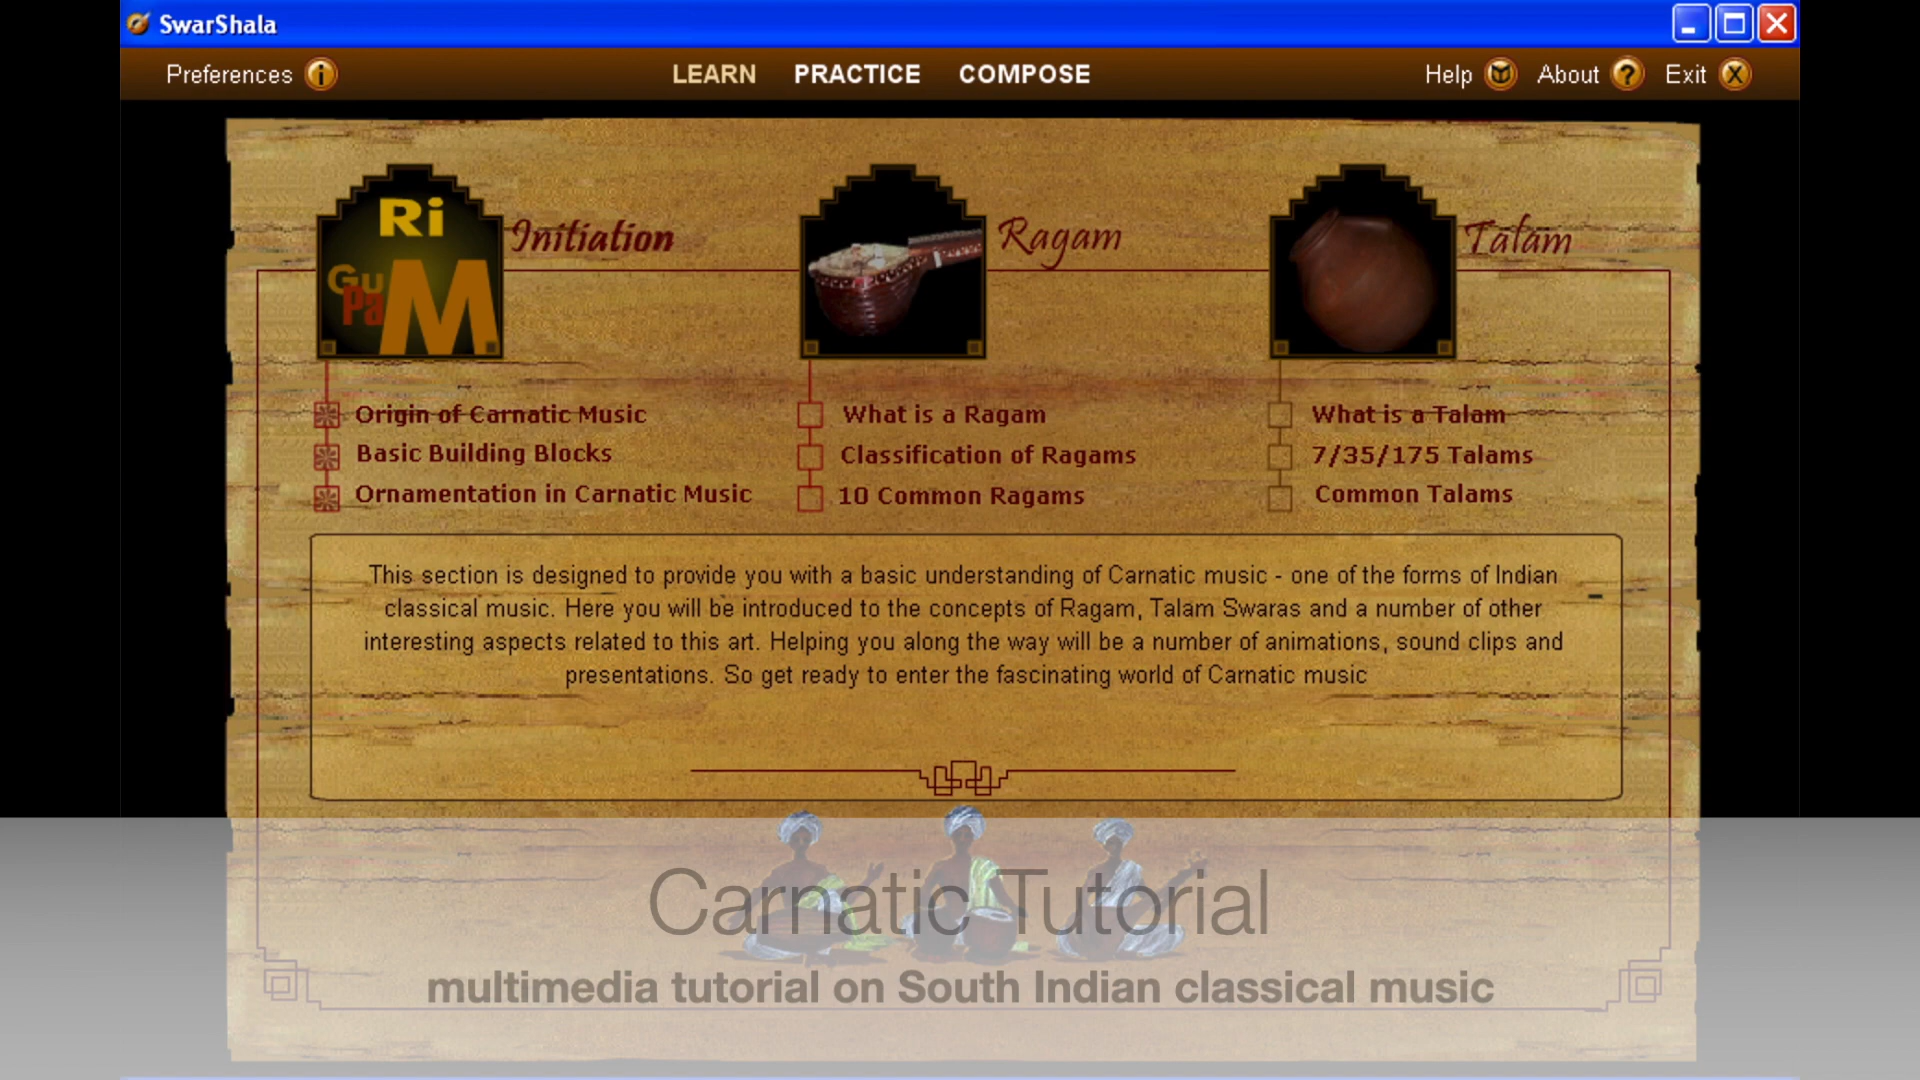 SwarShala
Preferences
LEARN PRACTICE COMPOSE
Help About Exit
Ri
Gu
Pa
M
Initiation
Origin of Carnatic Music
Basic Building Blocks
Ornamentation in Carnatic Music
Ragam
What is a Ragam
Classification of Ragams
10 Common Ragams
Talam
What is a Talam
7/35/175 Talams
Common Talams
This section is designed to provide you with a basic understanding of Carnatic music - one of the forms of Indian
classical music. Here you will be introduced to the concepts of Ragam, Talam Swaras and a number of other
interesting aspects related to this art. Helping you along the way will be a number of animations, sound clips and
presentations. So get ready to enter the fascinating world of Carnatic music
Carnatic Tutorial
multimedia tutorial on South Indian classical music